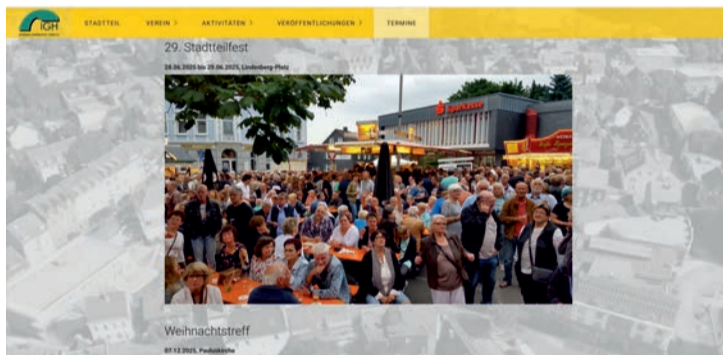 IGH
STADTTEIL
VEREIN >
AKTIVITÄTEN >
VERÖFFENTLICHUNGEN >
TERMINE
29. Stadtteilfest
28.06.2025 bis 29.06.2025, Lindenberg-Platz
Sparkasse
Weihnachtstreff
07.12.2025, Pauluskirche